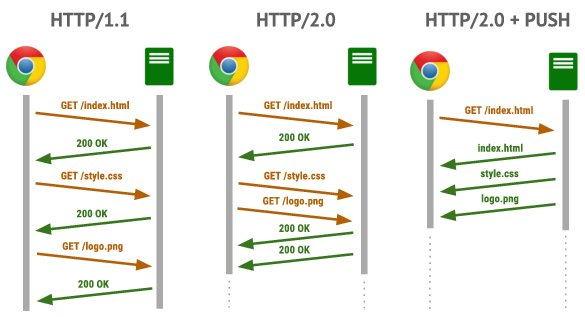 HTTP/1.1
GET /index.html
200 OK
GET /style.css
200 OK
GET /logo.png
200 OK
HTTP/2.0
GET /index.html
200 OK
GET /style.css
GET /logo.png
200 OK
200 OK
HTTP/2.0 + PUSH
GET /index.html
index.html
style.css
logo.png